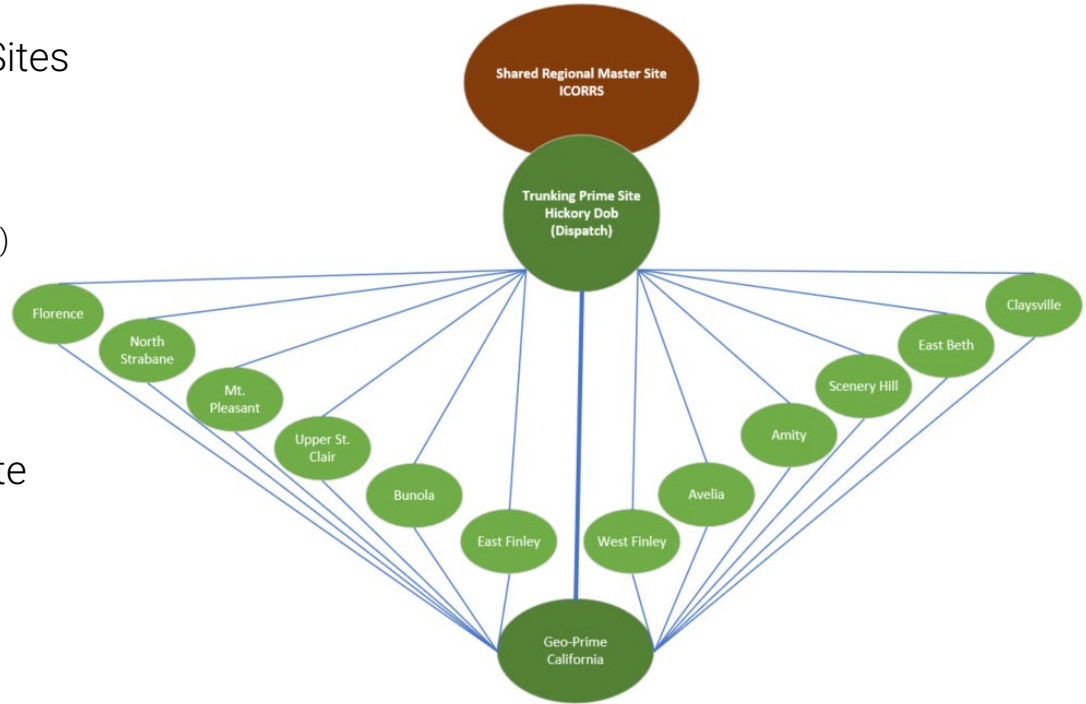 Sites
Shared Regional Master Site
ICORRS
Trunking Prime Site
Hickory Dob
(Dispatch)
)
Florence
North
Strabane
Mt.
Pleasant
Upper St.
Clair
Bunola
East Finley
West Finley
Avelia
Amity
Scenery Hill
East Beth
Claysville
te
Geo-Prime
California